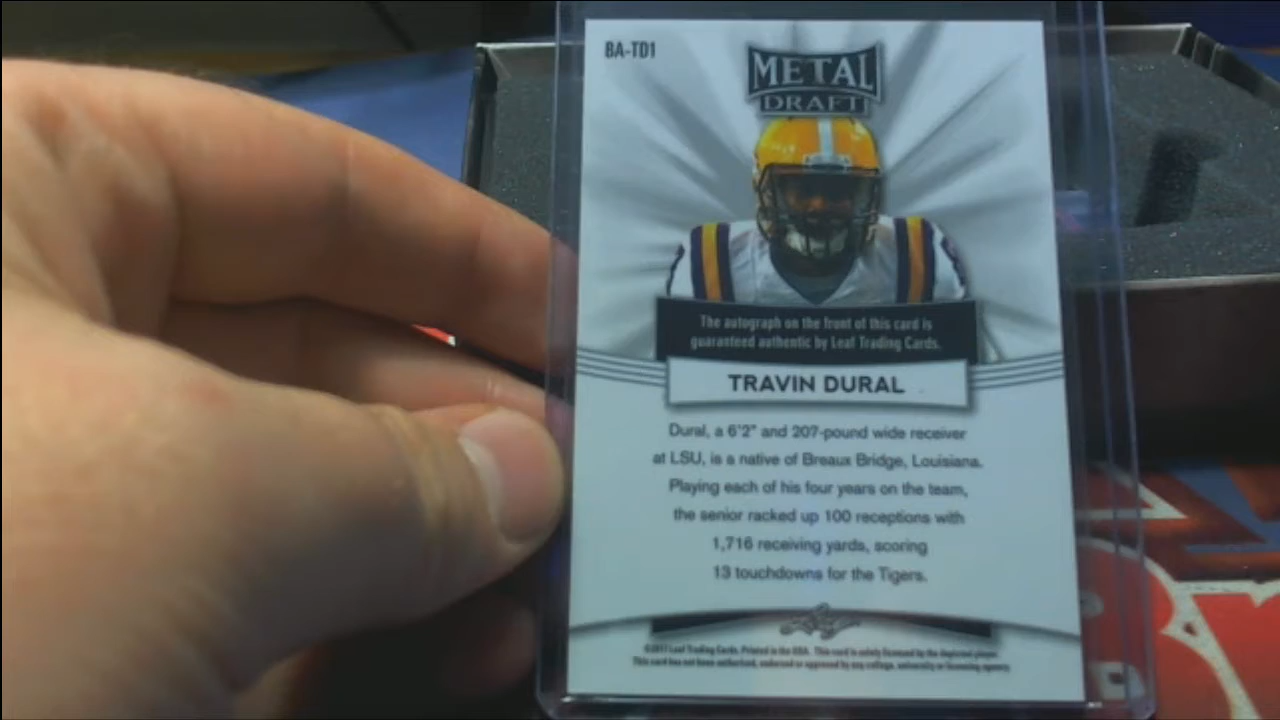 BA-TD1
METAL
DRAFT
The autograph on the front of this card is
guaranteed authentic by Leaf Trading Cards.
TRAVIN DURAL
Dural, a 6'2" and 207-pound wide receiver
at LSU, is a native of Breaux Bridge, Louisiana.
Playing each of his four years on the team,
the senior racked up 100 receptions with
1,716 receiving yards, scoring
13 touchdowns for the Tigers.
Leaf
©2017 Leaf Trading Cards. Printed in the USA. This card is solely licensed by the depicted player.
This card has not been authorized, endorsed or approved by any college, university or licensing agency